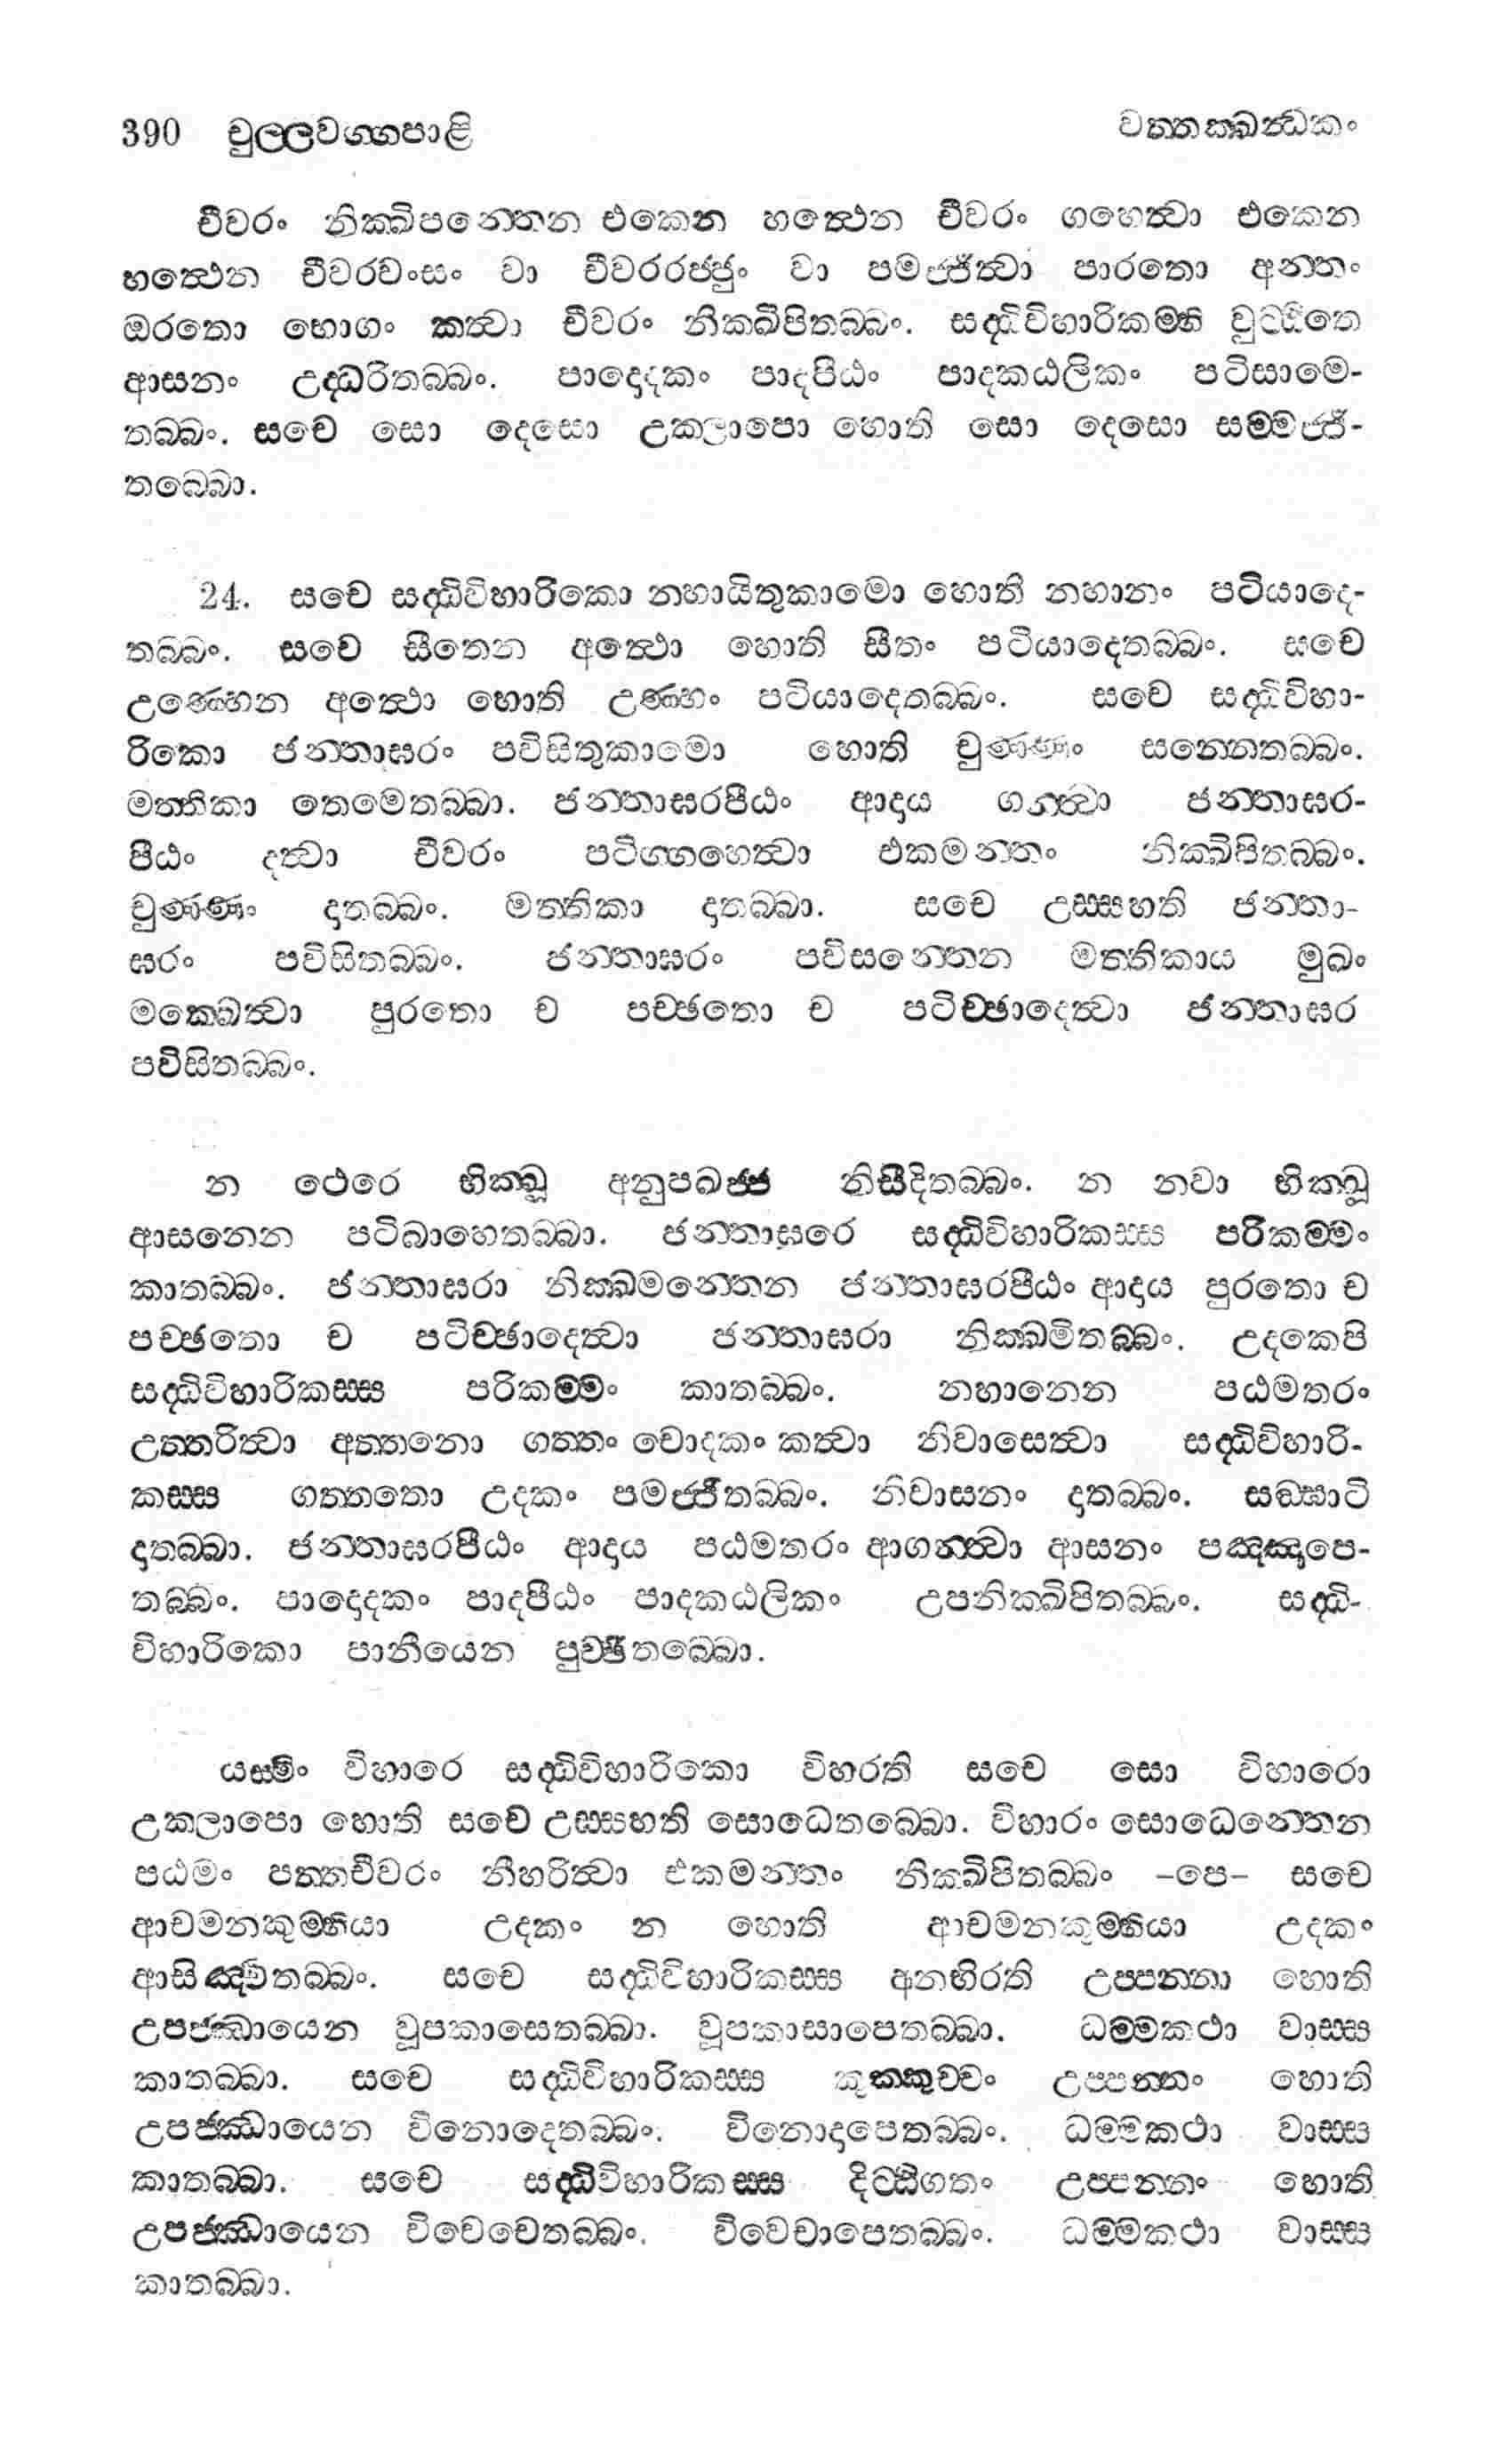 390 චුල්ලවග්ගපාළි වත්තක්ඛන්ධකං
චීවරං නික්ඛිපන්තෙන එකෙන හත්ථෙන චීවරං ගහෙත්වා එකෙන
හත්ථෙන චීවරවංසං වා චීවරරජ්ජුං වා පමජ්ජිත්වා පාරතො අන්තං
ඔරතො භොගං කත්වා චීවරං නික්ඛිපිතබ්බං. සද්ධිවිහාරිකම්හි වුට්ඨිතෙ
ආසනං උද්ධරිතබ්බං. පාදොදකං පාදපීඨං පාදකඨලිකං පටිසාමෙ-
තබ්බං. සචෙ සො දෙසො උක්ලාපො හොති සො දෙසො සම්මජ්ජි-
තබ්බො.
24. සචෙ සද්ධිවිහාරිකො නහායිතුකාමො හොති නහානං පටියාදෙ-
තබ්බං. සචෙ සීතෙන අත්ථො හොති සීතං පටියාදෙතබ්බං. සචෙ
උණ්හෙන අත්ථො හොති උණ්හං පටියාදෙතබ්බං. සචෙ සද්ධිවිහා-
රිකො ජන්තාඝරං පවිසිතුකාමො හොති චුණ්ණං සන්නෙතබ්බං.
මත්තිකා තෙමෙතබ්බා. ජන්තාඝරපීඨං ආදාය ගන්ත්වා ජන්තාඝර-
පීඨං දත්වා චීවරං පටිග්ගහෙත්වා එකමන්තං නික්ඛිපිතබ්බං.
චුණ්ණං දාතබ්බං. මත්තිකා දාතබ්බා. සචෙ උස්සහති ජන්තා-
ඝරං පවිසිතබ්බං. ජන්තාඝරං පවිසන්තෙන මත්තිකාය මුඛං
මක්ඛෙත්වා පුරතො ච පච්ඡතො ච පටිච්ඡාදෙත්වා ජන්තාඝර
පවිසිතබ්බං.
න ථෙරෙ භික්ඛූ අනුපඛජ්ජ නිසීදිතබ්බං. න නවා භික්ඛූ
ආසනෙන පටිබාහෙතබ්බා. ජන්තාඝරෙ සද්ධිවිහාරිකස්ස පරිකම්මං
කාතබ්බං. ජන්තාඝරා නික්ඛමන්තෙන ජන්තාඝරපීඨං ආදාය පුරතො ච
පච්ඡතො ච පටිච්ඡාදෙත්වා ජන්තාඝරා නික්ඛමිතබ්බං. උදකෙපි
සද්ධිවිහාරිකස්ස පරිකම්මං කාතබ්බං. නහානෙන පඨමතරං
උත්තරිත්වා අත්තනො ගත්තං වොදකං කත්වා නිවාසෙත්වා සද්ධිවිහාරි-
කස්ස ගත්තතො උදකං පමජ්ජිතබ්බං. නිවාසනං දාතබ්බං. සඞ්ඝාටි
දාතබ්බා. ජන්තාඝරපීඨං ආදාය පඨමතරං ආගන්ත්වා ආසනං පඤ්ඤාපෙ-
තබ්බං. පාදොදකං පාදපීඨං පාදකඨලිකං උපනික්ඛිපිතබ්බං. සද්ධි-
විහාරිකො පානීයෙන පුච්ඡිතබ්බො.
යස්මිං විහාරෙ සද්ධිවිහාරිකො විහරති සචෙ සො විහාරො
උක්ලාපො හොති සචෙ උස්සහති සොධෙතබ්බො. විහාරං සොධෙන්තෙන
පඨමං පත්තචීවරං නීහරිත්වා එකමන්තං නික්ඛිපිතබ්බං –පෙ– සචෙ
ආචමනකුම්භියා උදකං න හොති ආචමනකුම්භියා උදකං
ආසිඤ්චිතබ්බං. සචෙ සද්ධිවිහාරිකස්ස අනභිරති උප්පන්නා හොති
උපජ්ඣායෙන වූපකාසෙතබ්බා. වූපකාසාපෙතබ්බා. ධම්මකථා වාස්ස
කාතබ්බා. සචෙ සද්ධිවිහාරිකස්ස කුක්කුච්චං උප්පන්නං හොති
උපජ්ඣායෙන විනොදෙතබ්බං. විනොදාපෙතබ්බං. ධම්මකථා වාස්ස
කාතබ්බා. සචෙ සද්ධිවිහාරිකස්ස දිට්ඨිගතං උප්පන්නං හොති
උපජ්ඣායෙන විවෙචෙතබ්බං. විවෙචාපෙතබ්බං. ධම්මකථා වාස්ස
කාතබ්බා.